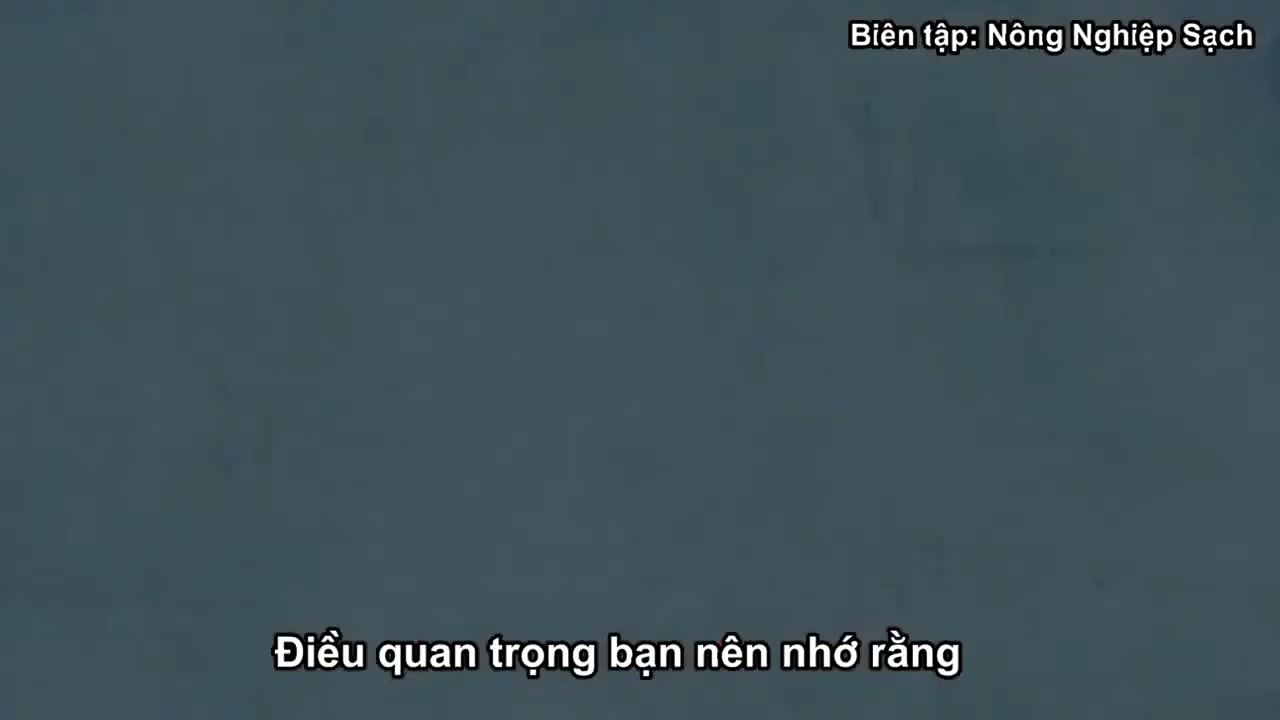 Biên tập: Nông Nghiệp Sạch
Điều quan trọng bạn nên nhớ rằng